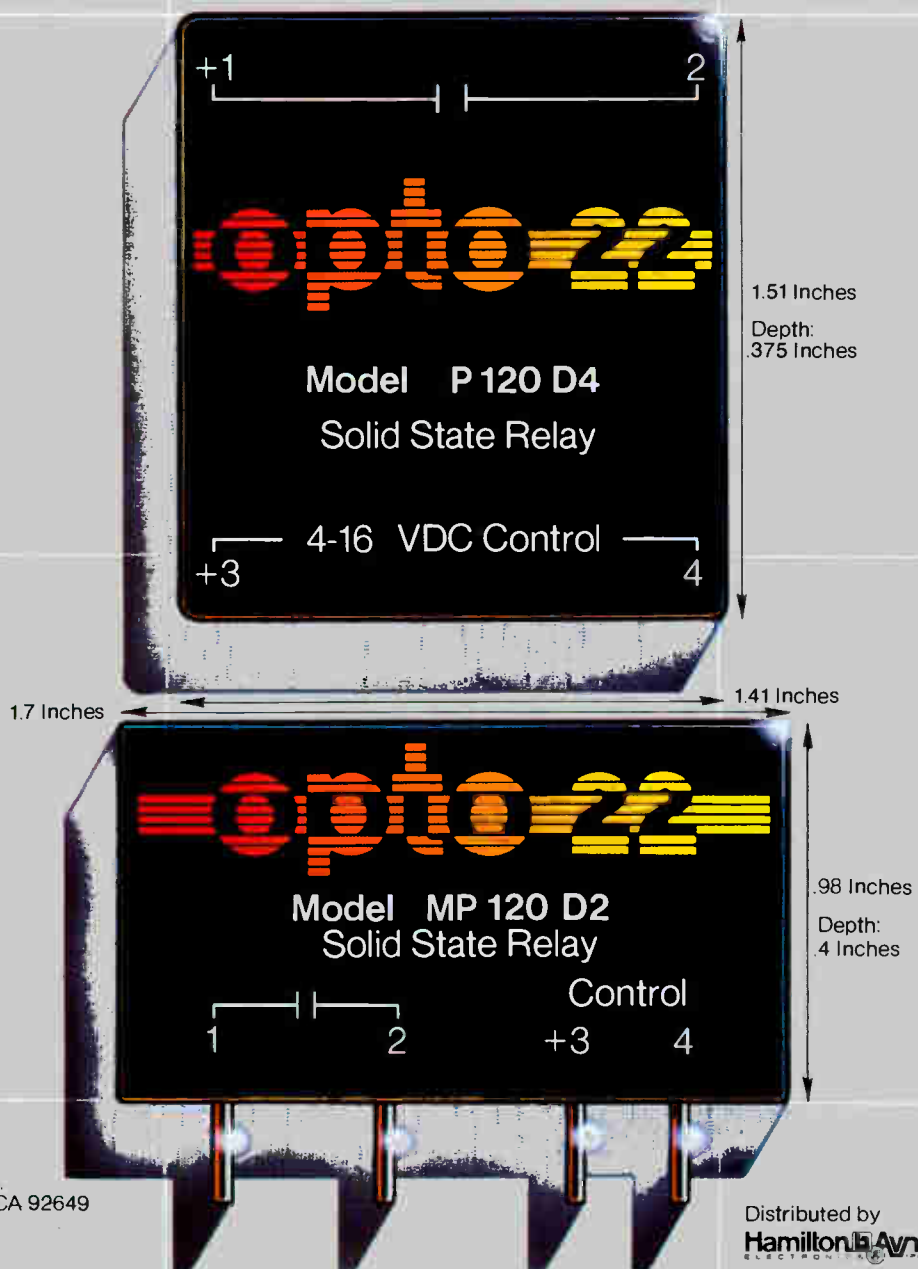 +1 2
opto 22
1.51 Inches
Depth:
.375 Inches
Model P 120 D4
Solid State Relay
4-16 VDC Control
+3 4
1.7 Inches
1.41 Inches
opto 22
.98 Inches
Depth:
.4 Inches
Model MP 120 D2
Solid State Relay
Control
1 2 +3 4
CA 92649
Distributed by
Hamilton